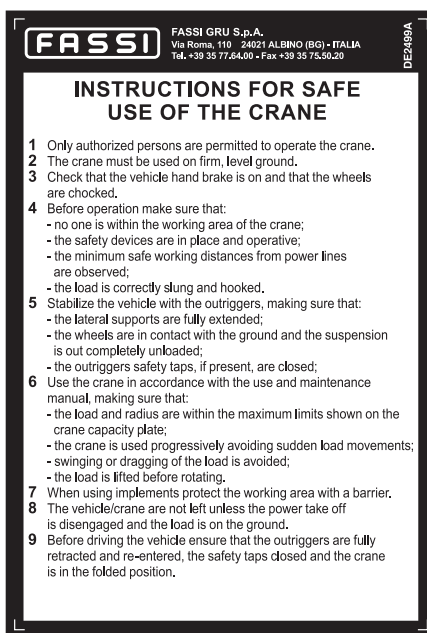 FASSI
FASSI GRU S.p.A.
Via Roma, 110 24021 ALBINO (BG) - ITALIA
Tel. +39 35 77.64.00 - Fax +39 35 75.50.20
DE2499A
INSTRUCTIONS FOR SAFE
USE OF THE CRANE
1 Only authorized persons are permitted to operate the crane.
2 The crane must be used on firm, level ground.
3 Check that the vehicle hand brake is on and that the wheels
are chocked.
4 Before operation make sure that:
- no one is within the working area of the crane;
- the safety devices are in place and operative;
- the minimum safe working distances from power lines
are observed;
- the load is correctly slung and hooked.
5 Stabilize the vehicle with the outriggers, making sure that:
- the lateral supports are fully extended;
- the wheels are in contact with the ground and the suspension
is out completely unloaded;
- the outriggers safety taps, if present, are closed;
6 Use the crane in accordance with the use and maintenance
manual, making sure that:
- the load and radius are within the maximum limits shown on the
crane capacity plate;
- the crane is used progressively avoiding sudden load movements;
- swinging or dragging of the load is avoided;
- the load is lifted before rotating.
7 When using implements protect the working area with a barrier.
8 The vehicle/crane are not left unless the power take off
is disengaged and the load is on the ground.
9 Before driving the vehicle ensure that the outriggers are fully
retracted and re-entered, the safety taps closed and the crane
is in the folded position.